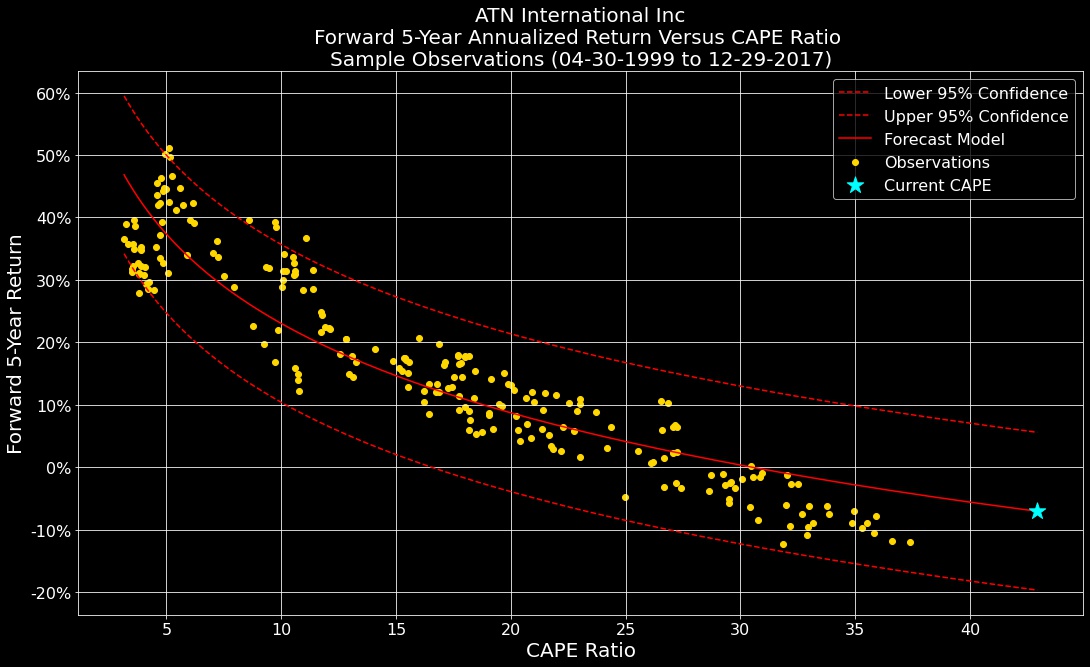 ATN International Inc
Forward 5-Year Annualized Return Versus CAPE Ratio
Sample Observations (04-30-1999 to 12-29-2017)
Lower 95% Confidence
Upper 95% Confidence
Forecast Model
Observations
Current CAPE
Forward 5-Year Return
60%
50%
40%
30%
20%
10%
0%
-10%
-20%
5 10 15 20 25 30 35 40
CAPE Ratio